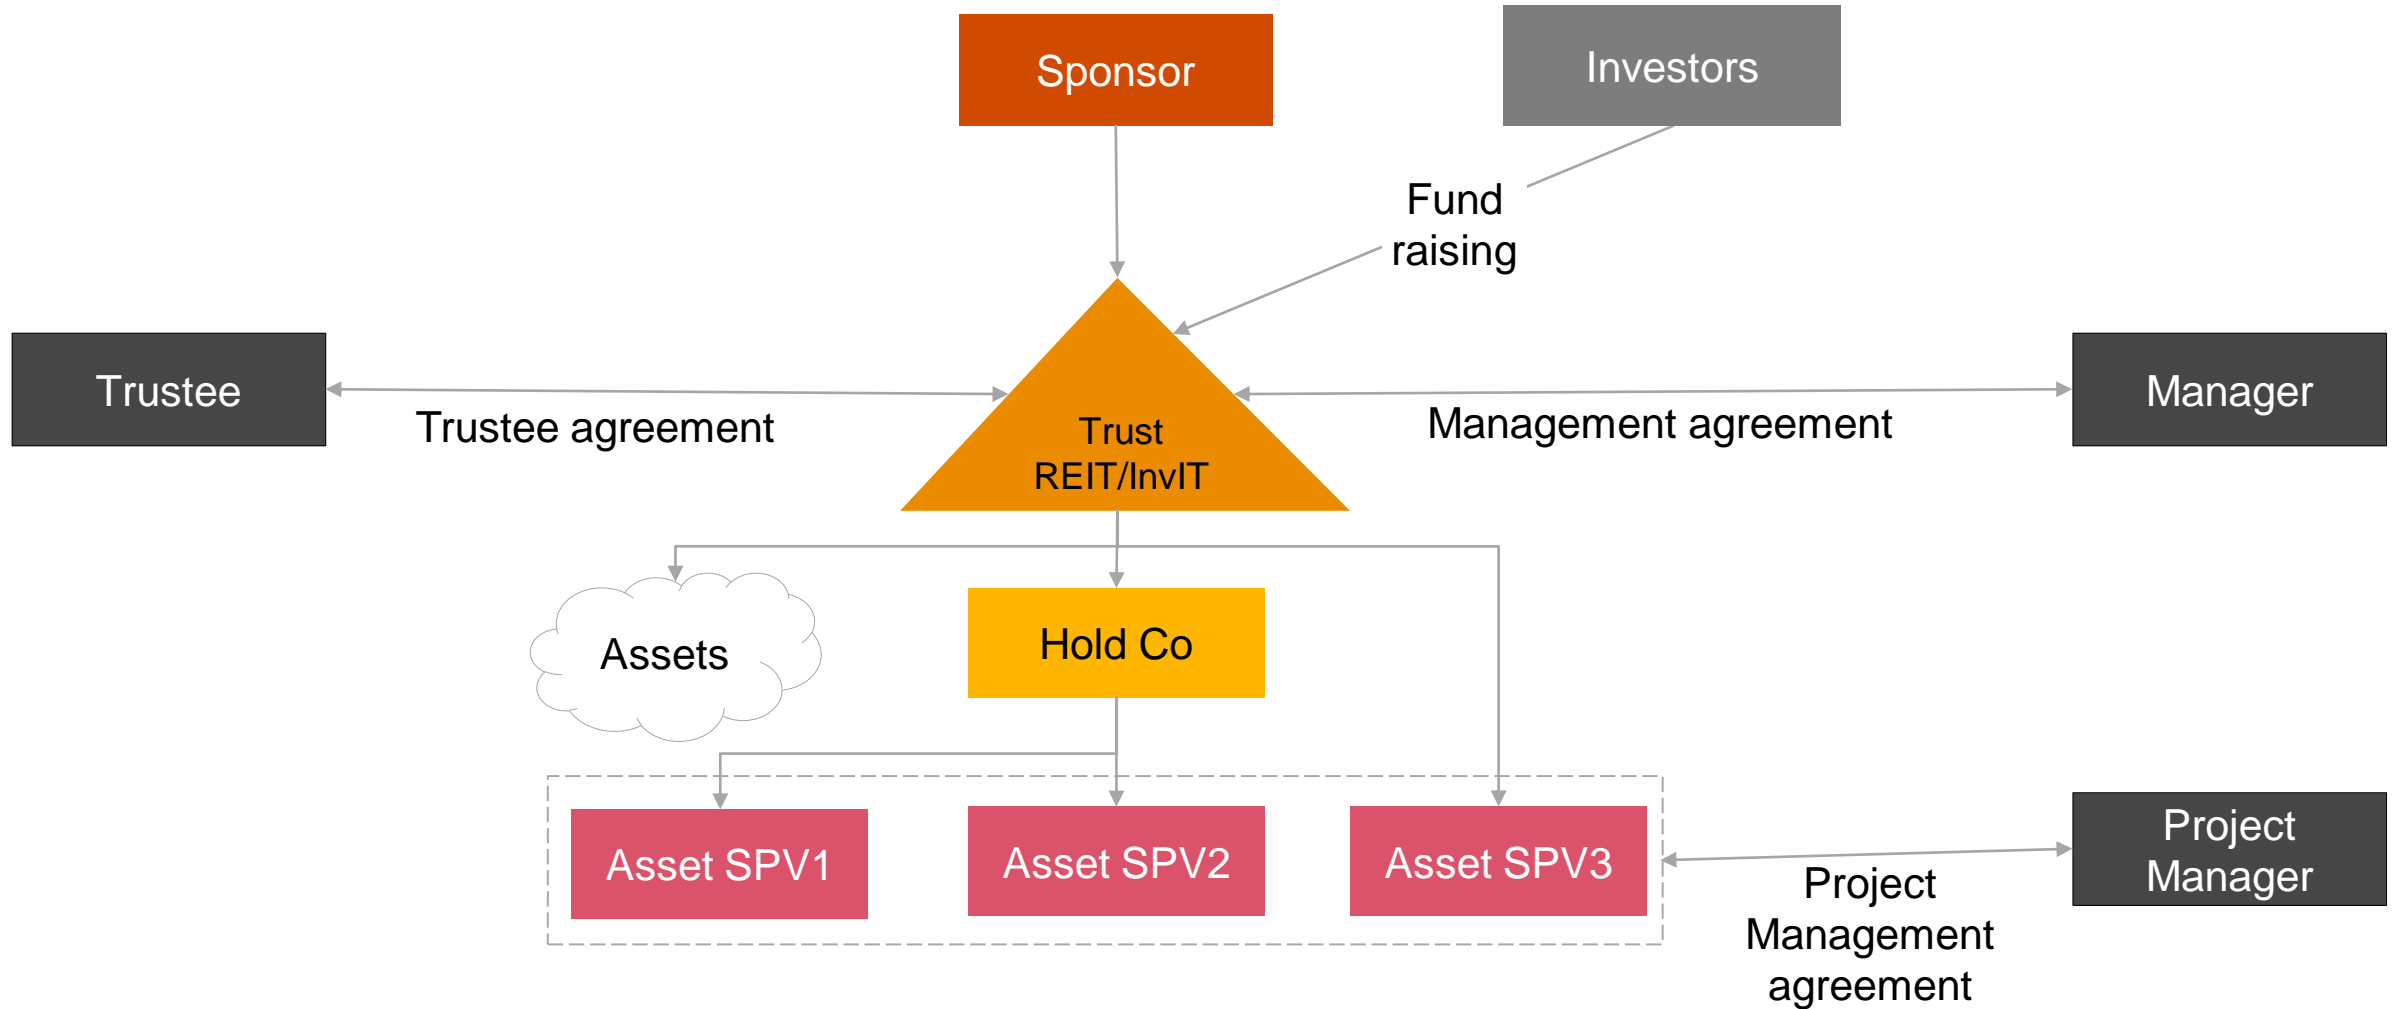 Sponsor
Investors
Fund
raising
Trustee
Trustee agreement
Trust
REIT/InvIT
Management agreement
Manager
Assets
Hold Co
Asset SPV1
Asset SPV2
Asset SPV3
Project
Management
agreement
Project
Manager